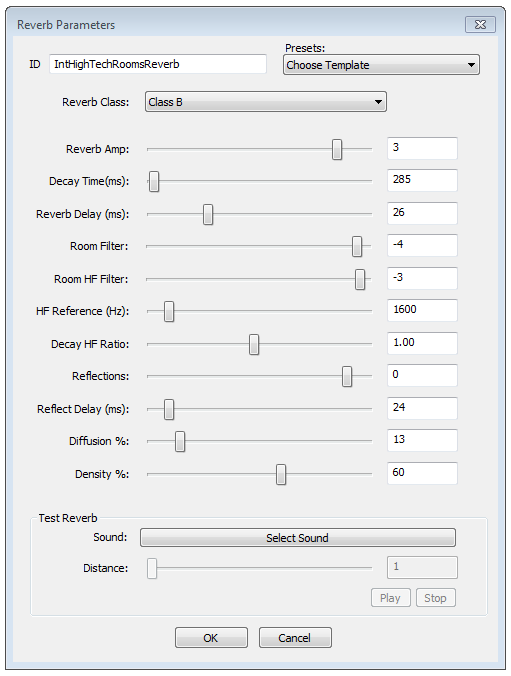 Reverb Parameters
Presets:
ID IntHighTechRoomsReverb Choose Template
Reverb Class: Class B
Reverb Amp: 3
Decay Time(ms): 285
Reverb Delay (ms): 26
Room Filter: -4
Room HF Filter: -3
HF Reference (Hz): 1600
Decay HF Ratio: 1.00
Reflections: 0
Reflect Delay (ms): 24
Diffusion %: 13
Density %: 60
Test Reverb
Sound: Select Sound
Distance: 1
Play Stop
OK Cancel